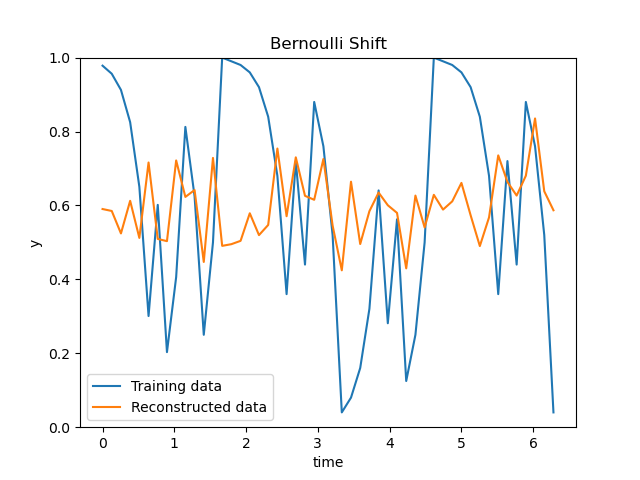 Bernoulli Shift
1.0
0.8
0.6
0.4
0.2
0.0
y
Training data
Reconstructed data
0 1 2 3 4 5 6
time